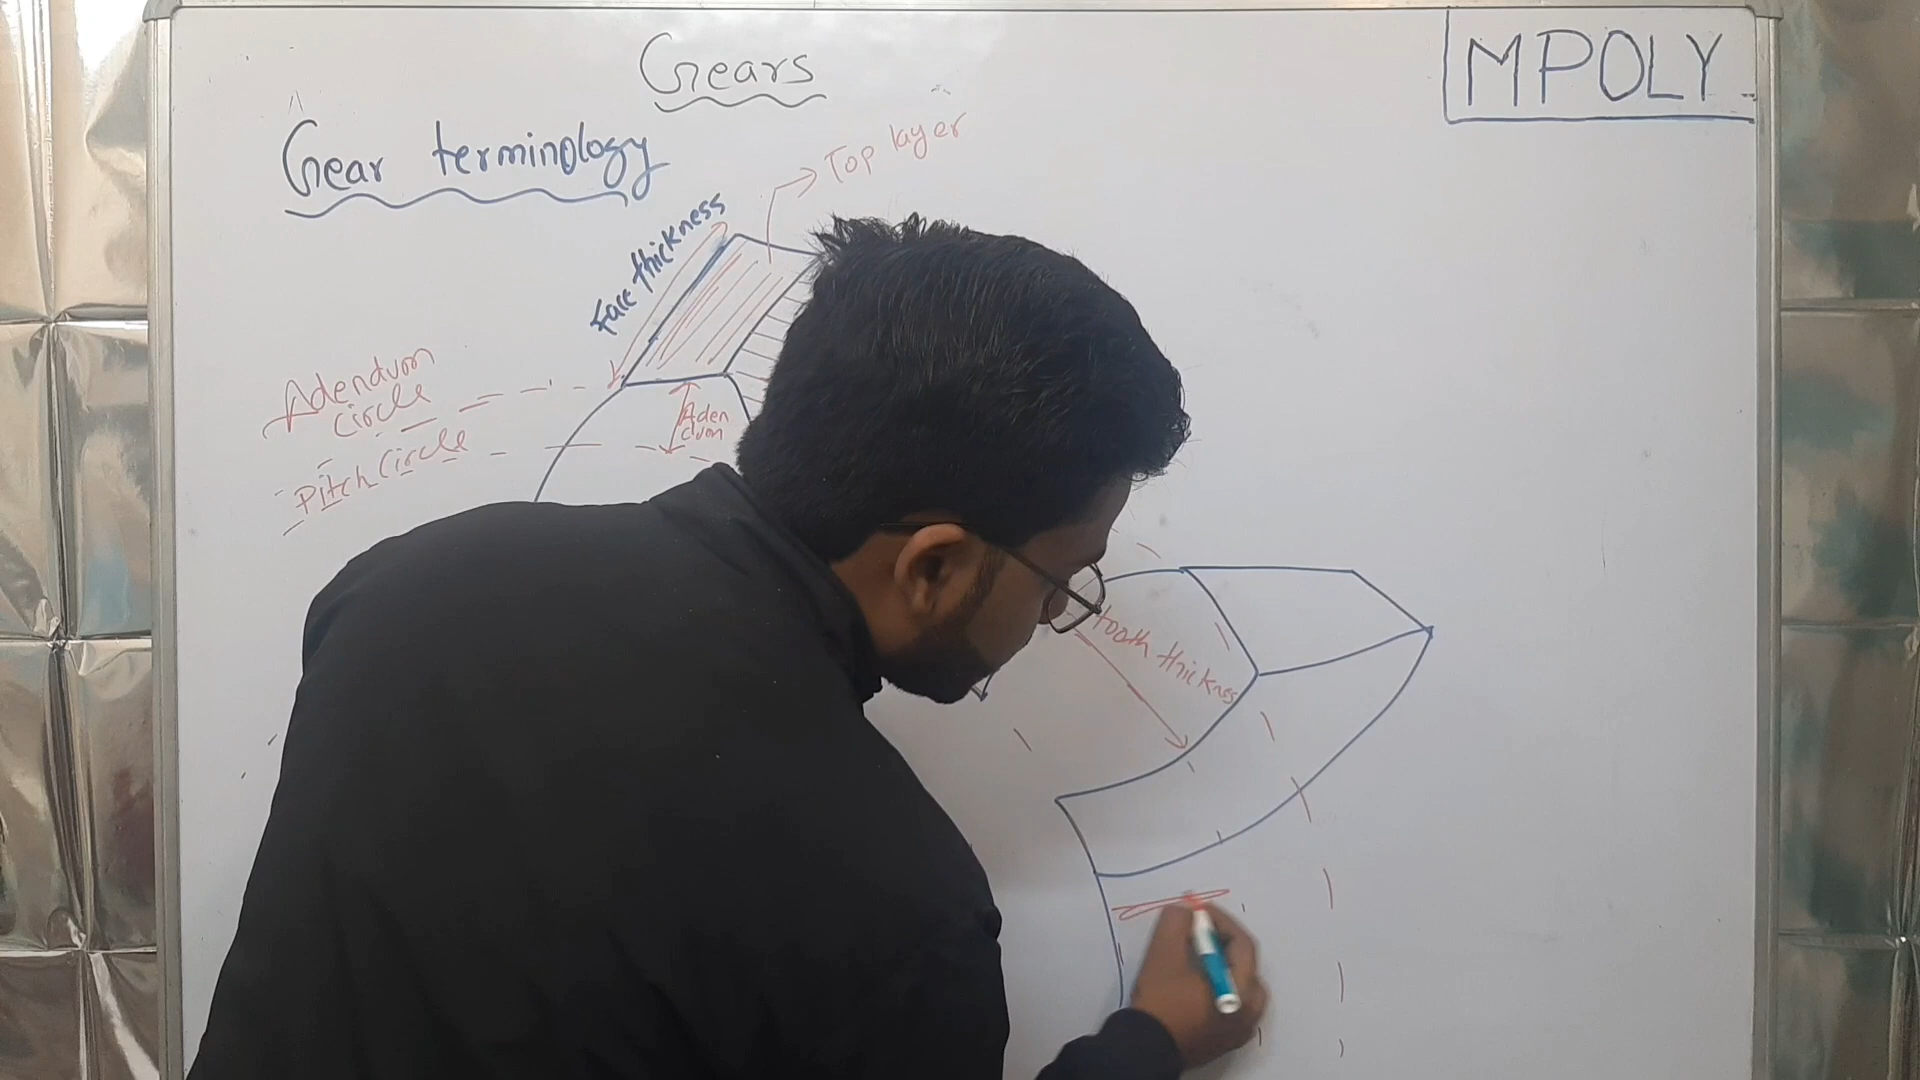 Gears
MPOLY
Gear terminology
Top layer
Face thickness
Adendum
Circle
Pitch Circle
Aden
dum
tooth thickness